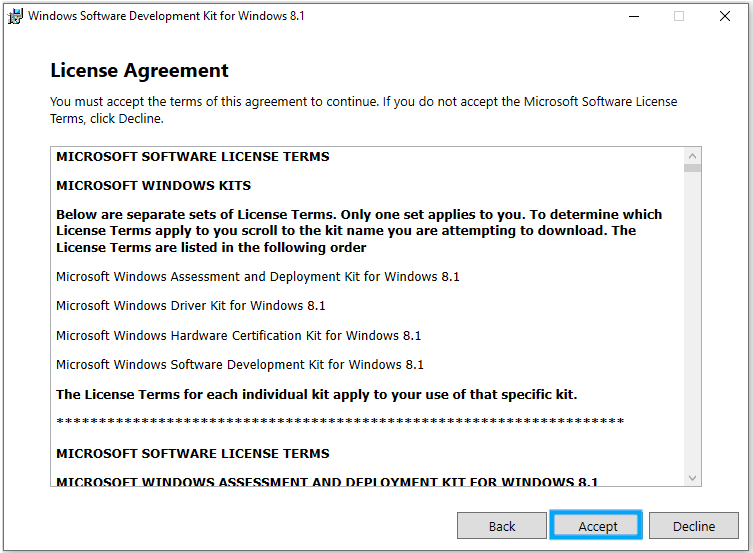 Windows Software Development Kit for Windows 8.1
License Agreement
You must accept the terms of this agreement to continue. If you do not accept the Microsoft Software License
Terms, click Decline.
MICROSOFT SOFTWARE LICENSE TERMS
MICROSOFT WINDOWS KITS
Below are separate sets of License Terms. Only one set applies to you. To determine which
License Terms apply to you scroll to the kit name you are attempting to download. The
License Terms are listed in the following order
Microsoft Windows Assessment and Deployment Kit for Windows 8.1
Microsoft Windows Driver Kit for Windows 8.1
Microsoft Windows Hardware Certification Kit for Windows 8.1
Microsoft Windows Software Development Kit for Windows 8.1
The License Terms for each individual kit apply to your use of that specific kit.
*******************************************************************
MICROSOFT SOFTWARE LICENSE TERMS
MICROSOFT WINDOWS ASSESSMENT AND DEPLOYMENT KIT FOR WINDOWS 8.1
Back Accept Decline